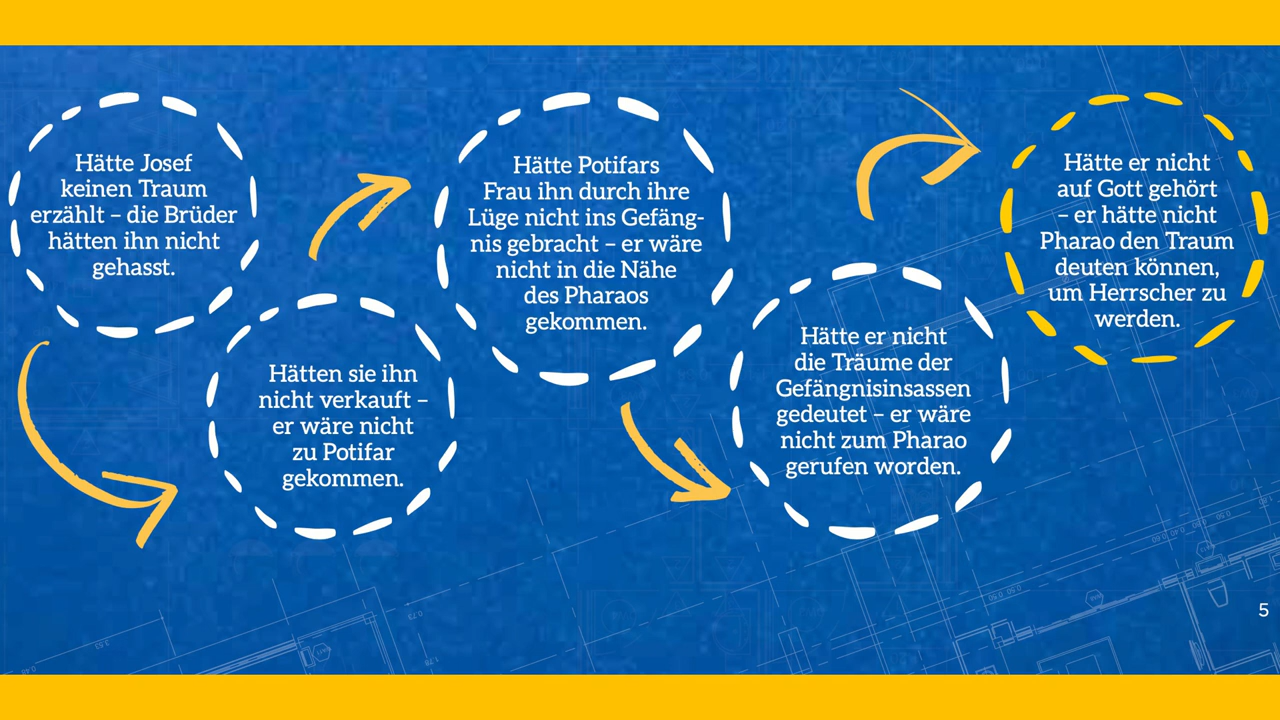 Hätte Josef
keinen Traum
erzählt – die Brüder
hätten ihn nicht
gehasst.
Hätten sie ihn
nicht verkauft –
er wäre nicht
zu Potifar
gekommen.
Hätte Potifars
Frau ihn durch ihre
Lüge nicht ins Gefäng-
nis gebracht – er wäre
nicht in die Nähe
des Pharaos
gekommen.
Hätte er nicht
die Träume der
Gefängnisinsassen
gedeutet – er wäre
nicht zum Pharao
gerufen worden.
Hätte er nicht
auf Gott gehört
– er hätte nicht
Pharao den Traum
deuten können,
um Herrscher zu
werden.
5